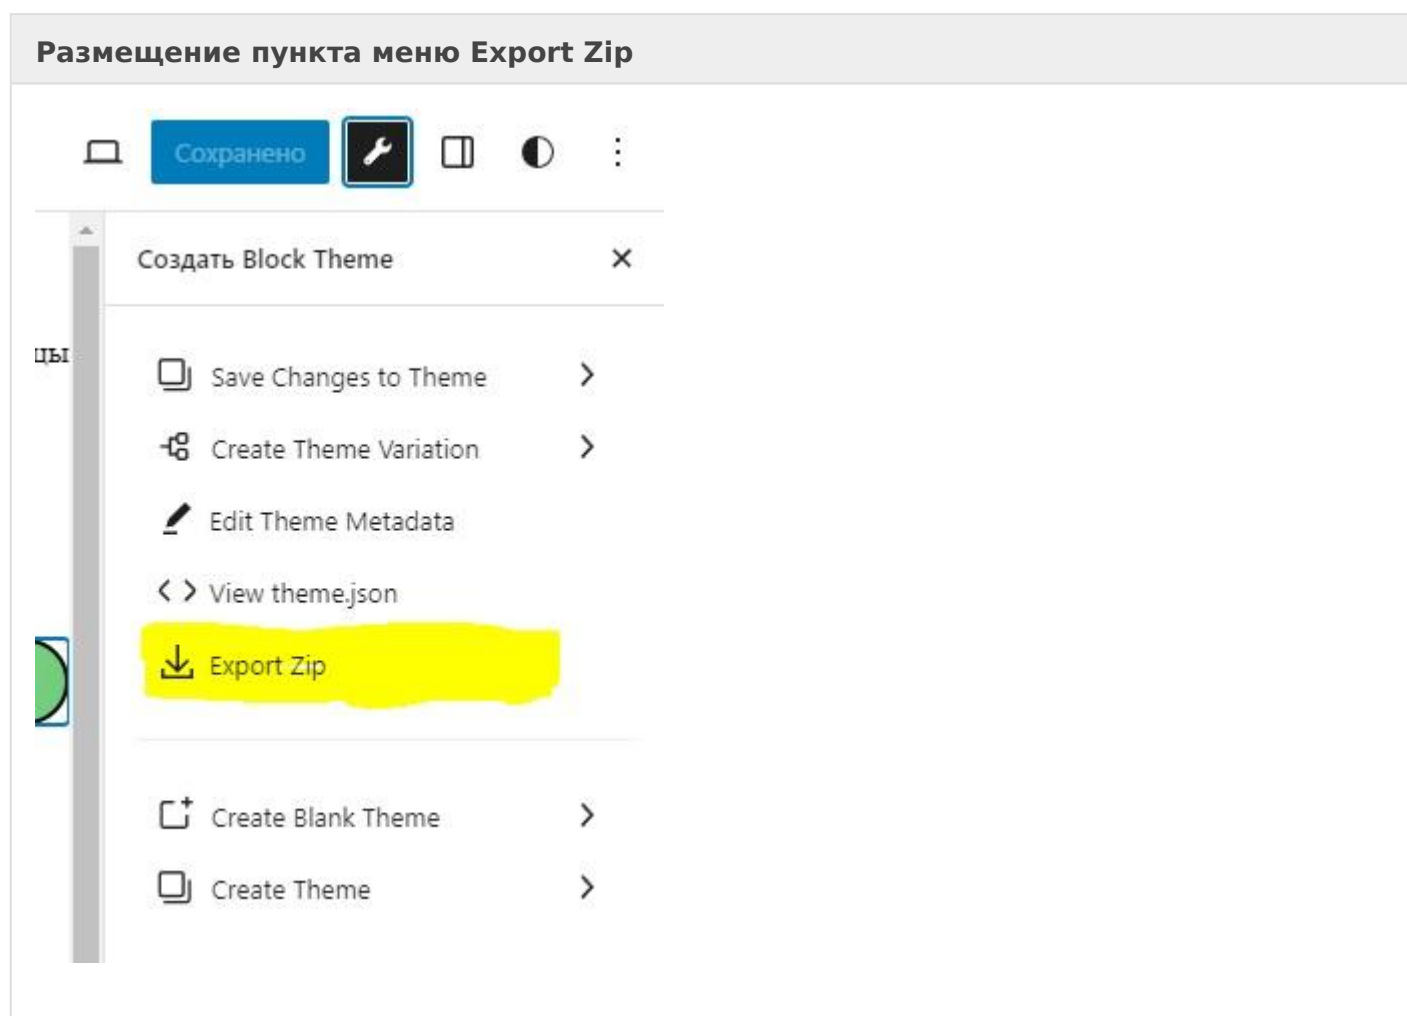 Размещение пункта меню Export Zip
Сохранено
Создать Block Theme
цы
Save Changes to Theme
Create Theme Variation
Edit Theme Metadata
View theme.json
Export Zip
Create Blank Theme
Create Theme